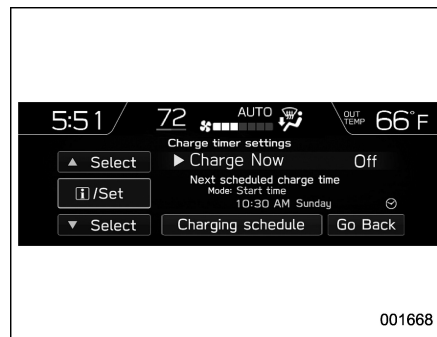 5:51 72 AUTO OUT TEMP 66°F
Charge timer settings
▲ Select ▶ Charge Now Off
Next scheduled charge time
i /Set Mode: Start time
10:30 AM Sunday
▼ Select Charging schedule Go Back
001668